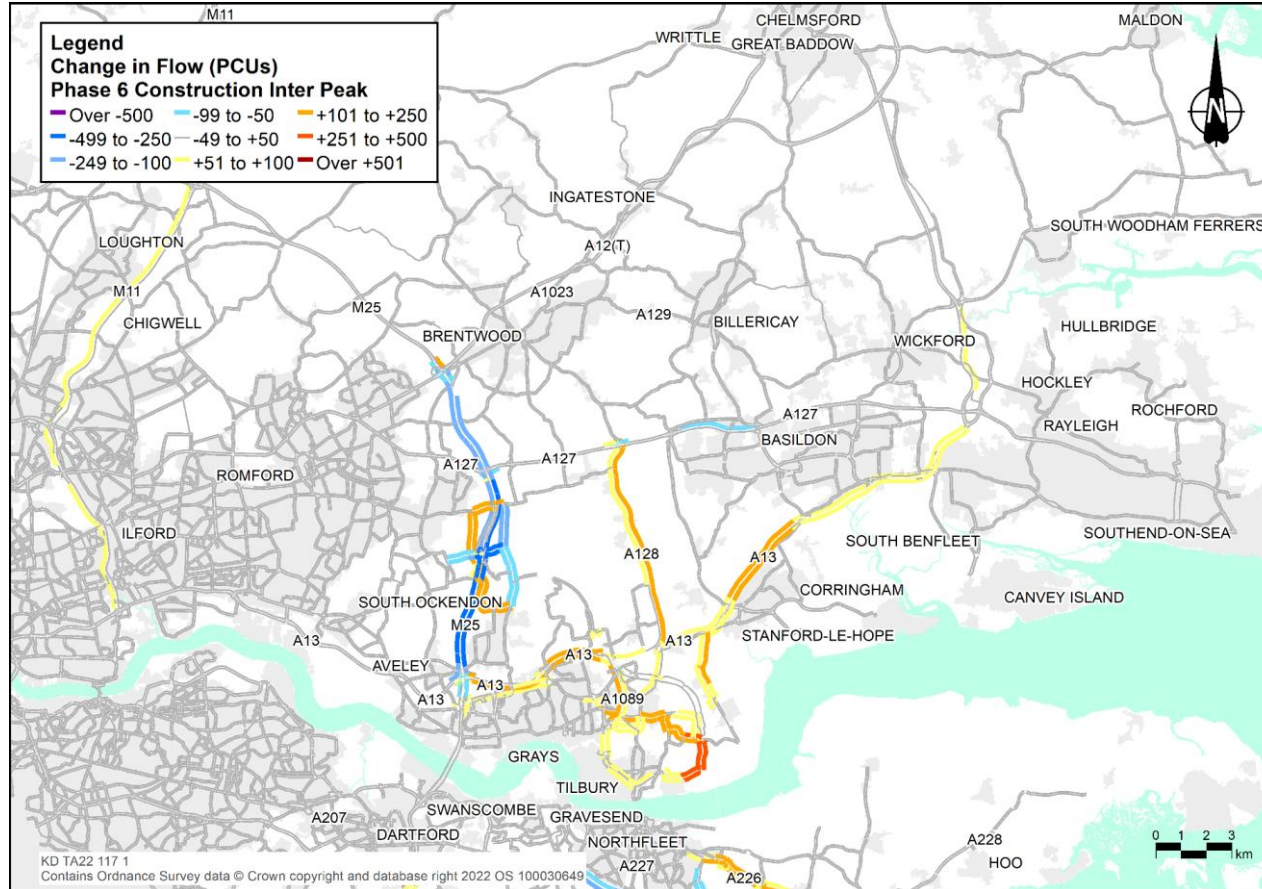 M11
CHELMSFORD
MALDON
WRITTLE
GREAT BADDOW
Legend
Change in Flow (PCUs)
Phase 6 Construction Inter Peak
Over -500
-99 to -50
+101 to +250
-499 to -250
-49 to +50
+251 to +500
-249 to -100
+51 to +100
Over +501
N
INGATESTONE
SOUTH WOODHAM FERRERS
LOUGHTON
A12(T)
M11
A1023
M25
CHIGWELL
A129
BILLERICAY
HULLBRIDGE
BRENTWOOD
WICKFORD
HOCKLEY
ROCHFORD
A127
RAYLEIGH
BASILDON
A127
A127
ROMFORD
ILFORD
SOUTHEND-ON-SEA
SOUTH BENFLEET
A128
A13
CORRINGHAM
CANVEY ISLAND
SOUTH OCKENDON
M25
STANFORD-LE-HOPE
A13
A13
A13
AVELEY
A13
A13
A1089
GRAYS
TILBURY
SWANSCOMBE
GRAVESEND
A207
DARTFORD
NORTHFLEET
A228
HOO
A227
A226
0 1 2 3
km
KD TA22 117 1
Contains Ordnance Survey data © Crown copyright and database right 2022 OS 100030649